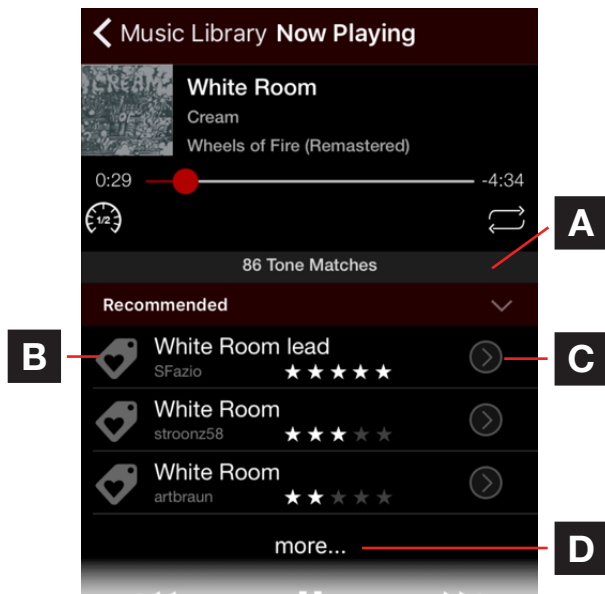 Music Library Now Playing
CREAM
White Room
Cream
Wheels of Fire (Remastered)
0:29 -4:34
1/2
A
86 Tone Matches
Recommended
B
White Room lead
SFazio ★★★★★
C
White Room
stroonz58 ★★★★★
White Room
artbraun ★★★★★
more...
D